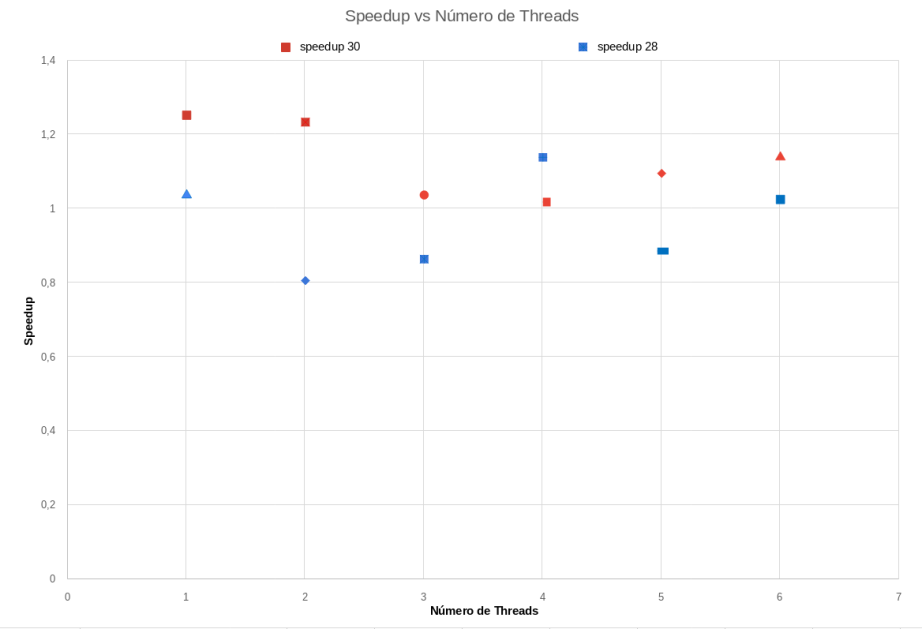 Speedup vs Número de Threads
speedup 30
speedup 28
1,4
1,2
1
0,8
0,6
0,4
0,2
0
Speedup
0 1 2 3 4 5 6 7
Número de Threads